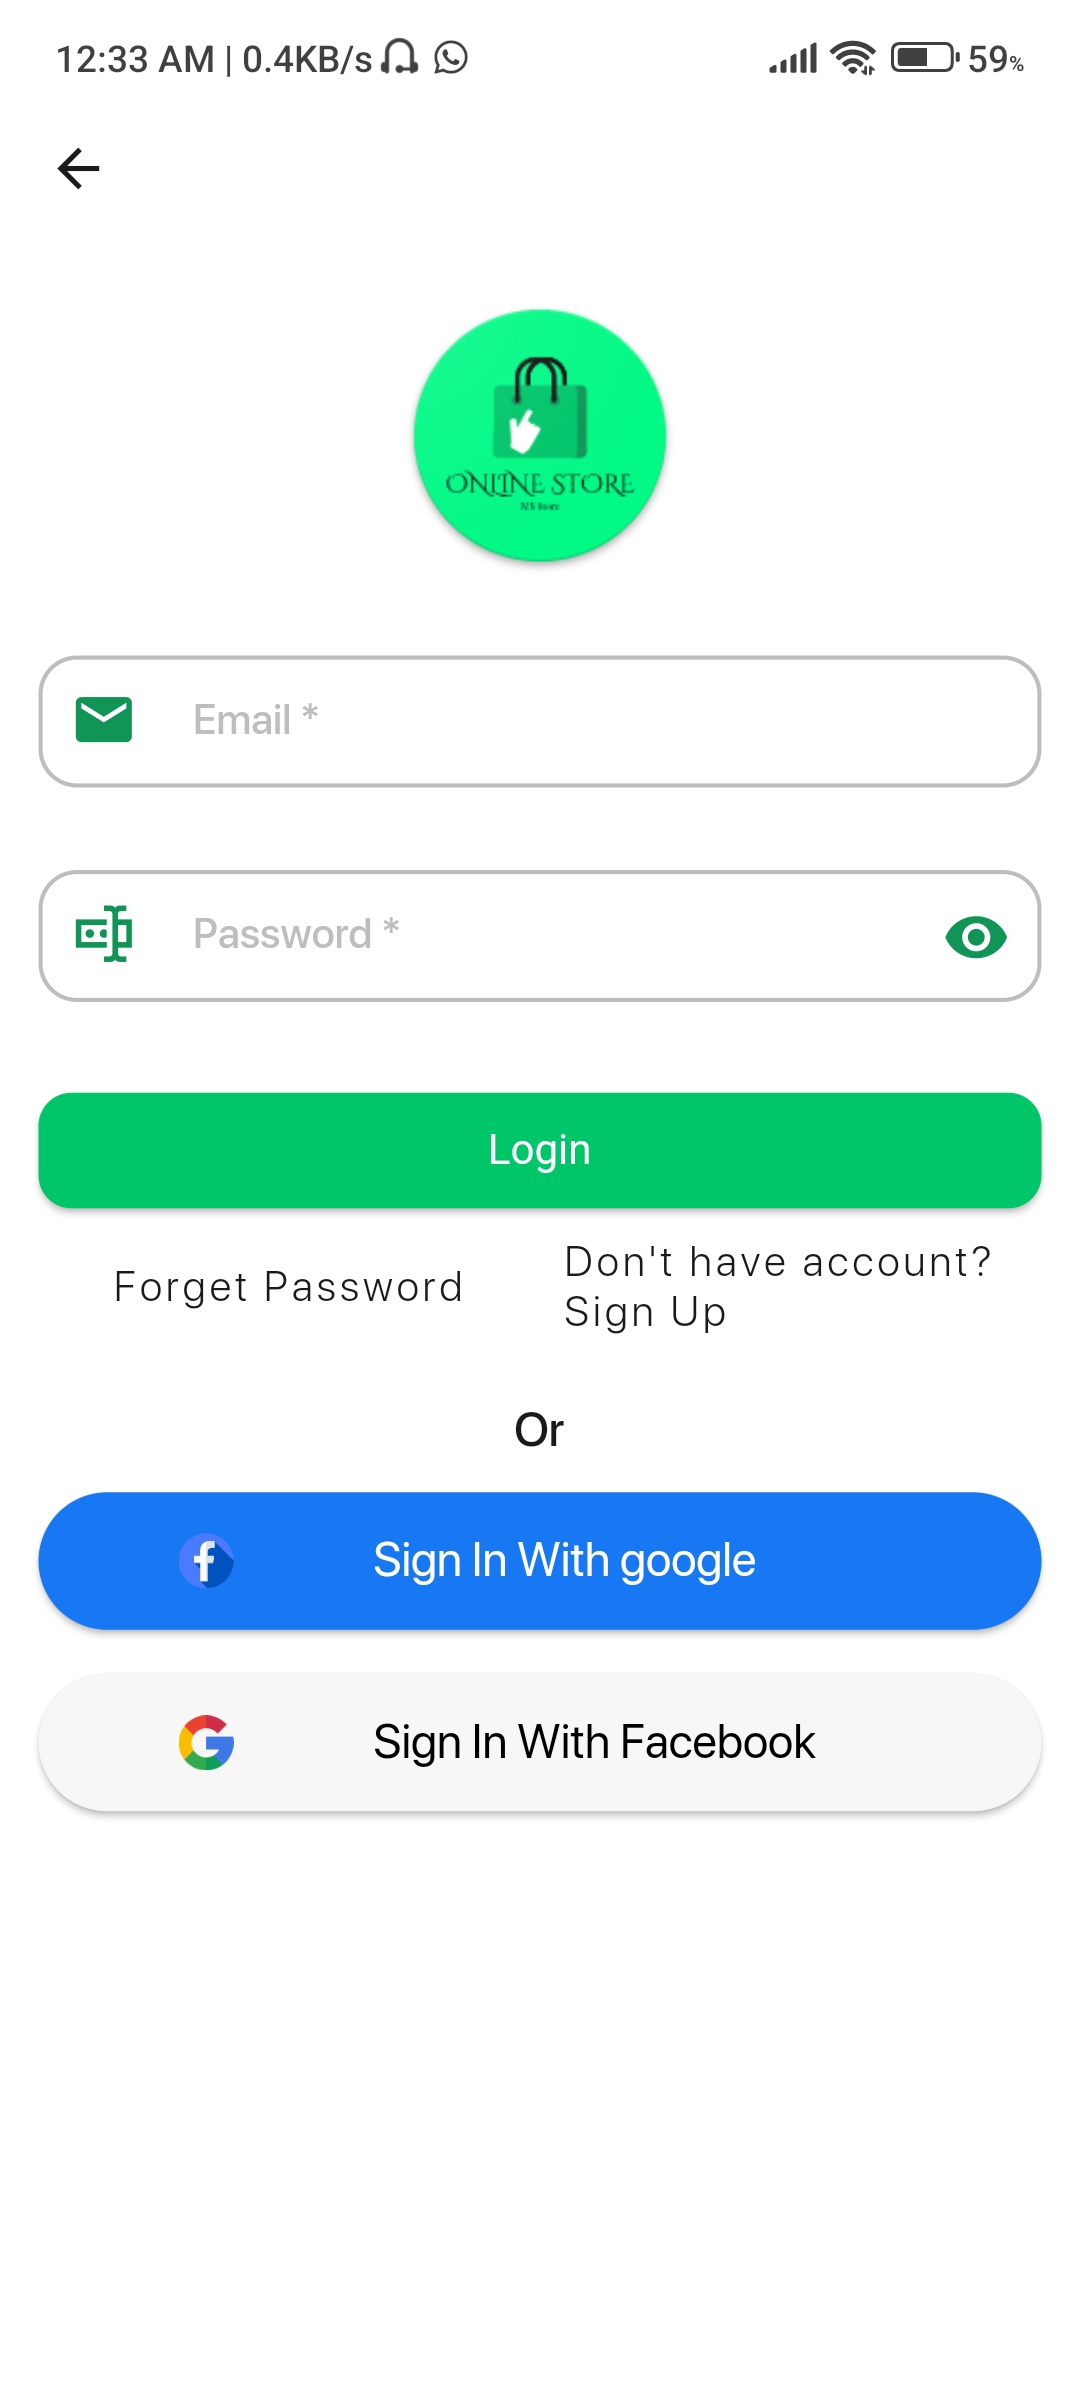 12:33 AM | 0.4KB/s
59%
ONLINE STORE
Email *
Password *
Login
Forget Password
Don't have account?
Sign Up
Or
Sign In With google
Sign In With Facebook